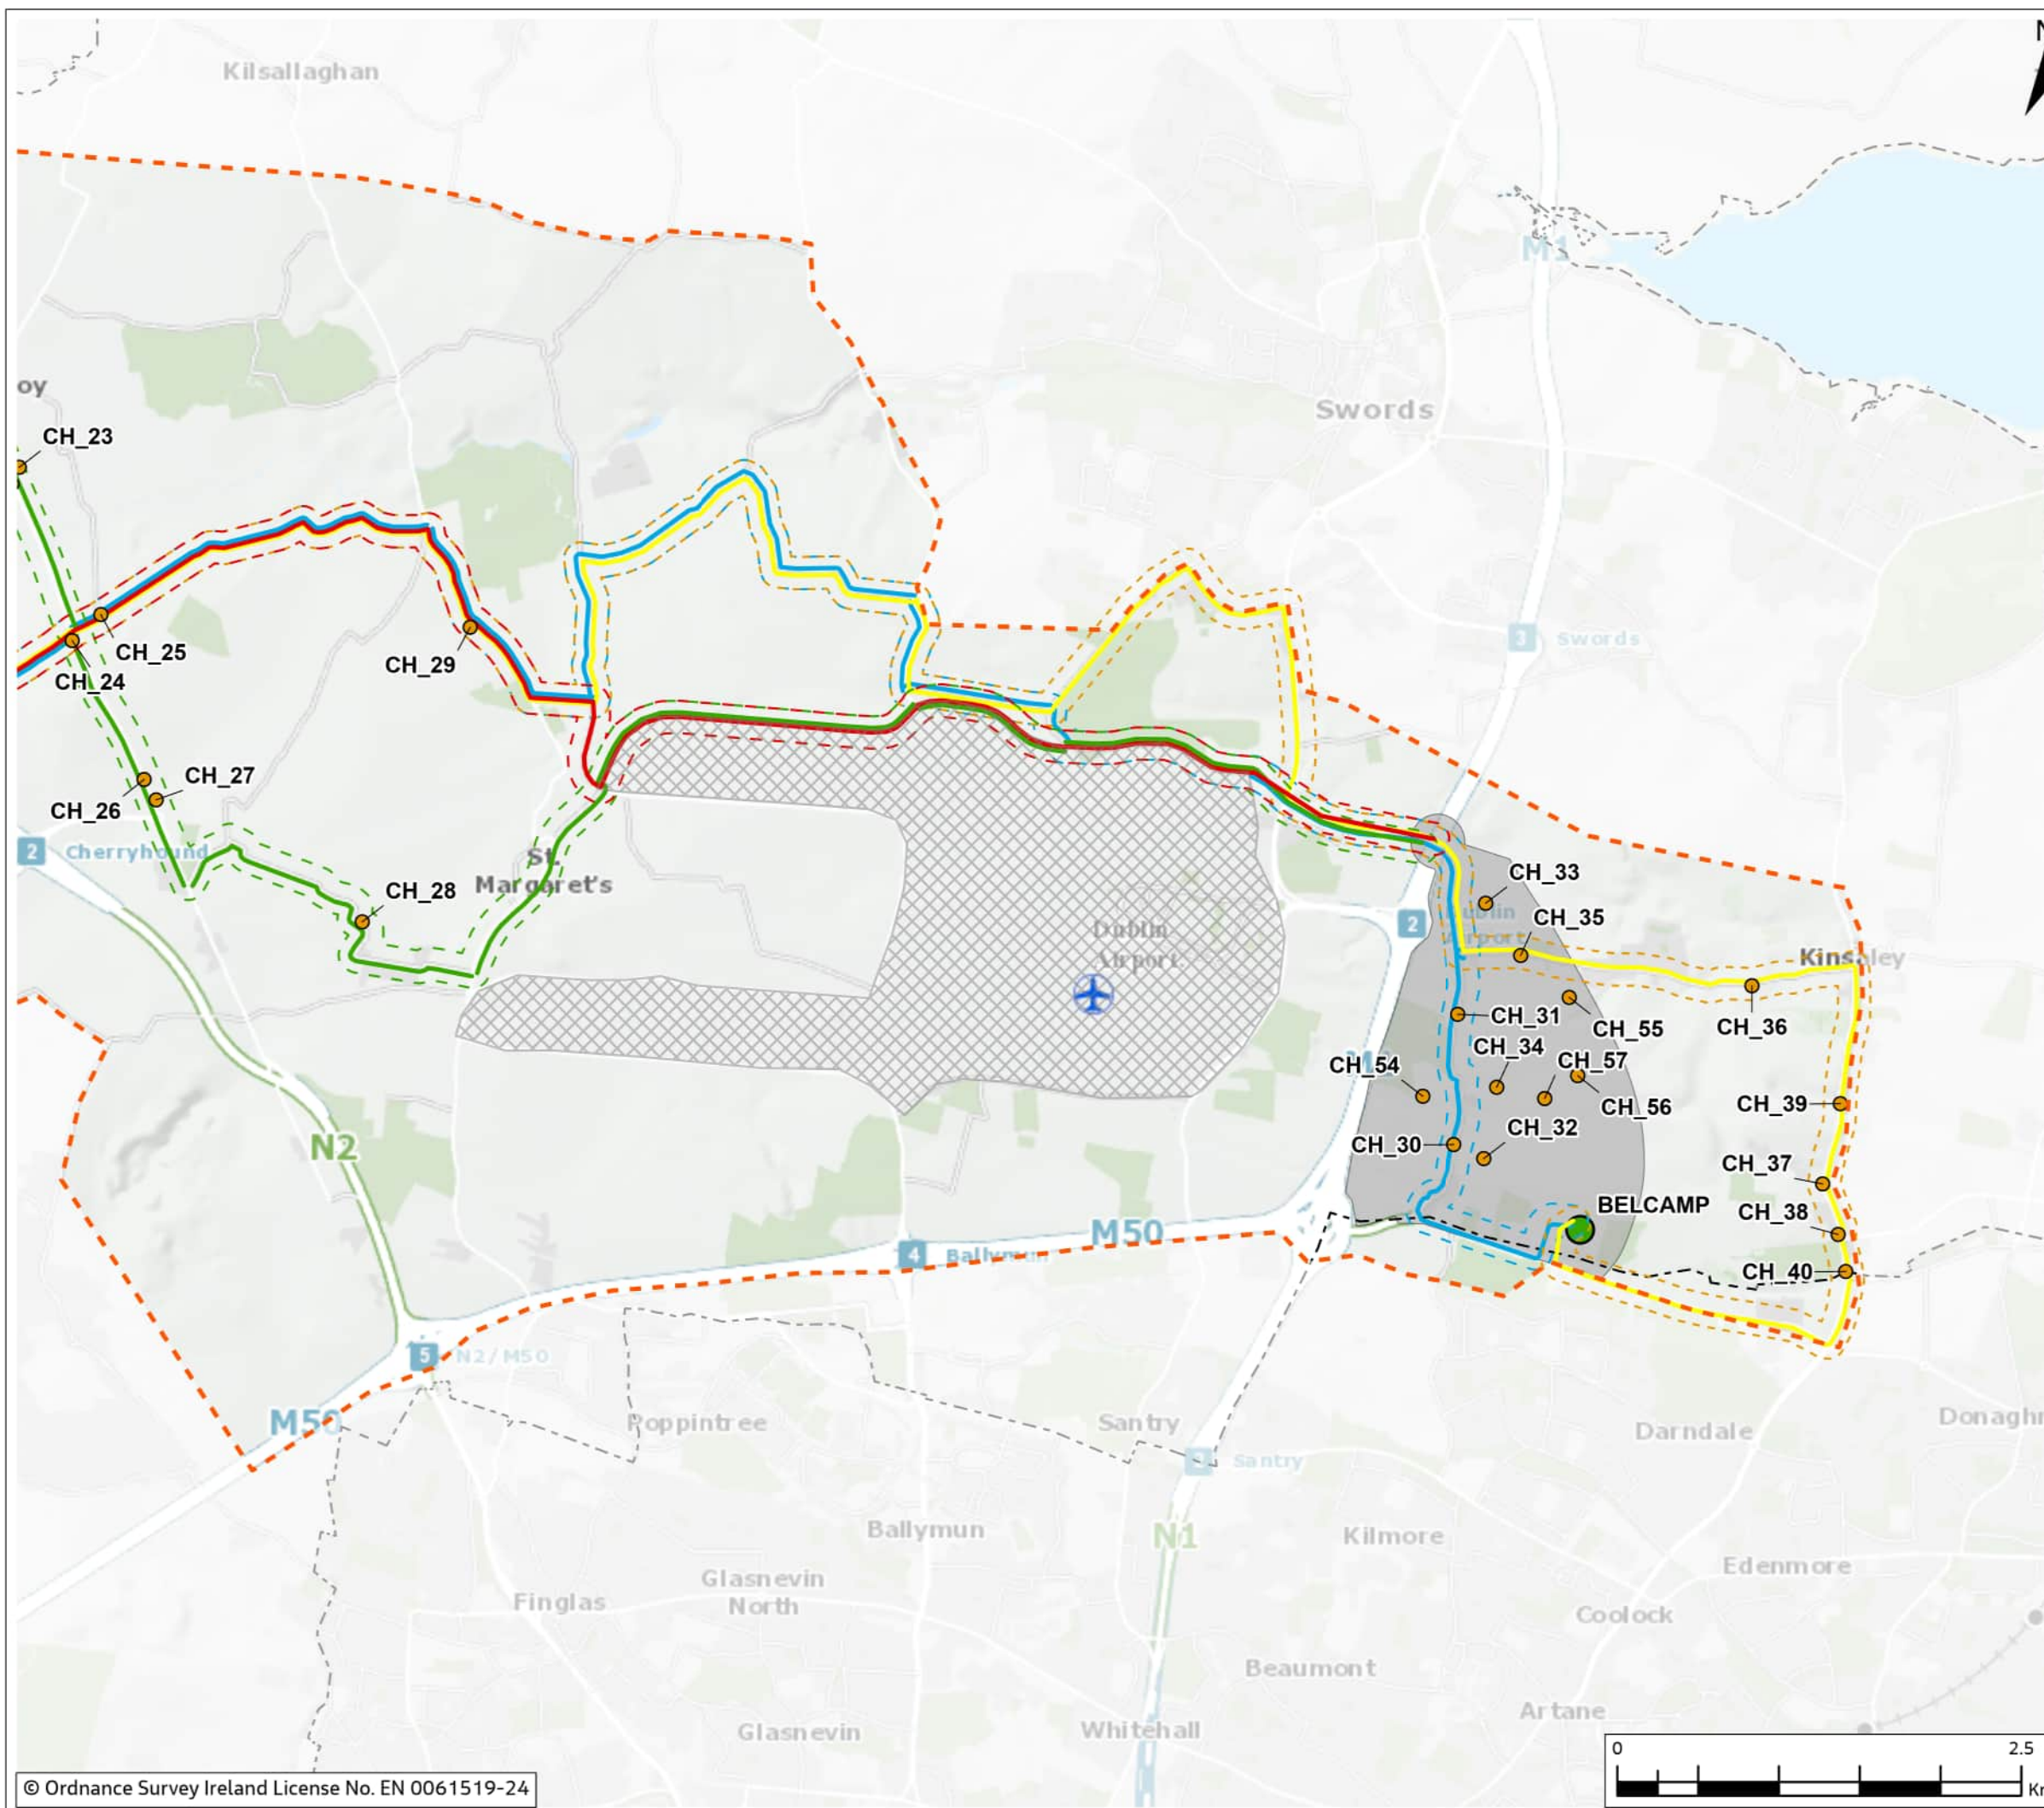 N
Kilsallaghan
M1
oy
Swords
CH_23
3
Swords
CH_25
CH_29
CH_24
CH_27
CH_26
2
Cherryhound
St.
Margaret's
CH_28
CH_33
2
Dublin
Airport
CH_35
Dublin
Airport
Kinsaley
CH_31
CH_55
CH_36
CH_34
CH_57
CH_54
CH_56
CH_39
N2
CH_32
CH_30
CH_37
BELCAMP
CH_38
M50
4
Ballymun
CH_40
5
N2/M50
M50
Poppintree
Santry
Darndale
Donaghm
Santry
N1
Ballymun
Kilmore
Edenmore
Glasnevin
North
Finglas
Coolock
Beaumont
Artane
Glasnevin
Whitehall
0
2.5
© Ordnance Survey Ireland License No. EN 0061519-24